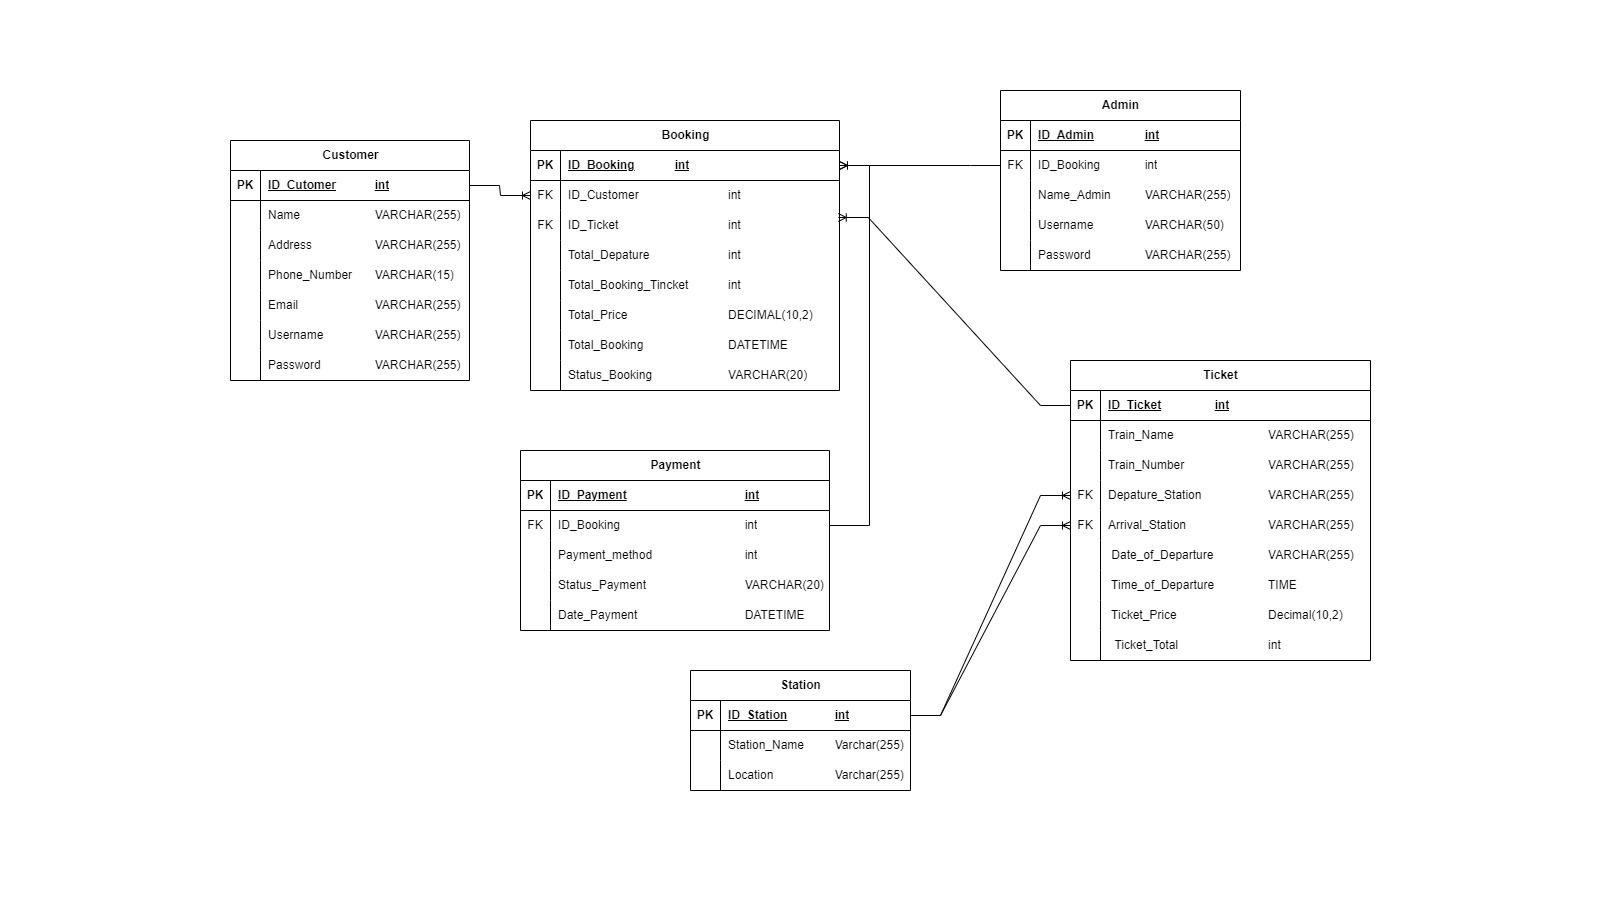 Customer
PK ID_Cutomer int
Name VARCHAR(255)
Address VARCHAR(255)
Phone_Number VARCHAR(15)
Email VARCHAR(255)
Username VARCHAR(255)
Password VARCHAR(255)
Booking
PK ID_Booking int
FK ID_Customer int
FK ID_Ticket int
Total_Depature int
Total_Booking_Tincket int
Total_Price DECIMAL(10,2)
Total_Booking DATETIME
Status_Booking VARCHAR(20)
Admin
PK ID_Admin int
FK ID_Booking int
Name_Admin VARCHAR(255)
Username VARCHAR(50)
Password VARCHAR(255)
Payment
PK ID_Payment int
FK ID_Booking int
Payment_method int
Status_Payment VARCHAR(20)
Date_Payment DATETIME
Ticket
PK ID_Ticket int
Train_Name VARCHAR(255)
Train_Number VARCHAR(255)
FK Depature_Station VARCHAR(255)
FK Arrival_Station VARCHAR(255)
Date_of_Departure VARCHAR(255)
Time_of_Departure TIME
Ticket_Price Decimal(10,2)
Ticket_Total int
Station
PK ID_Station int
Station_Name Varchar(255)
Location Varchar(255)